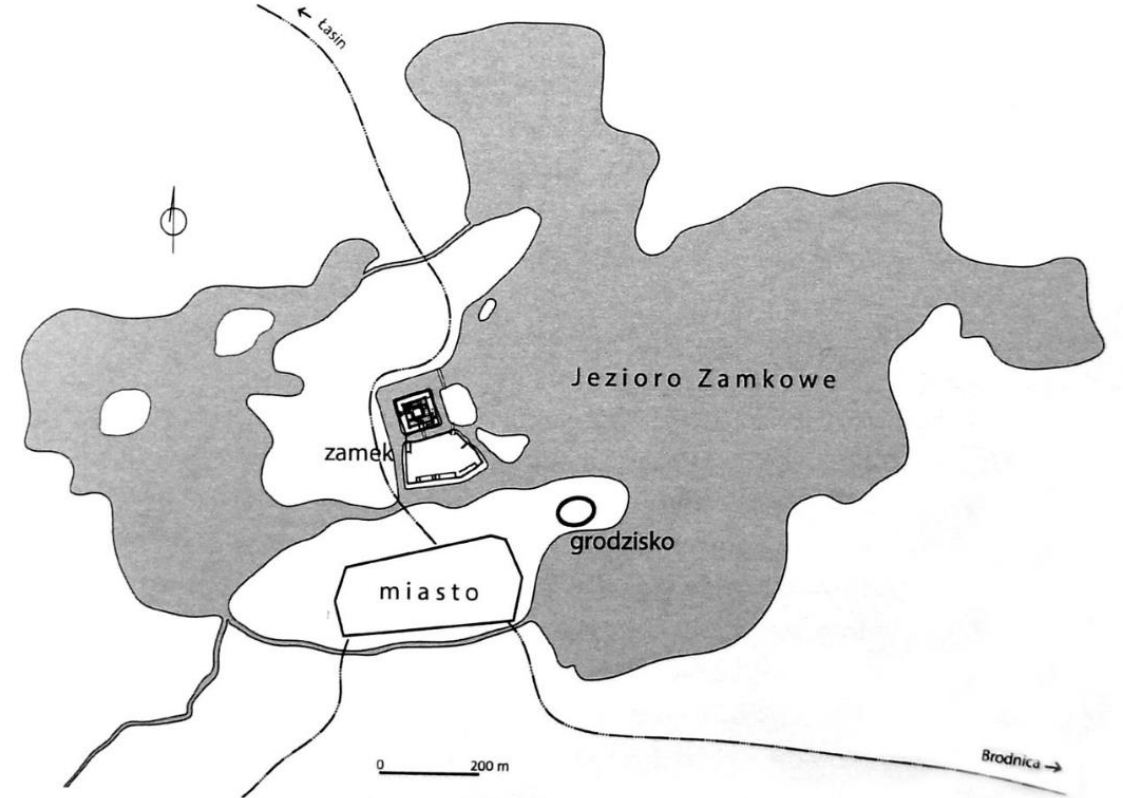 ← Łasin
Jezioro Zamkowe
zamek
grodzisko
miasto
Brodnica →
0 200 m